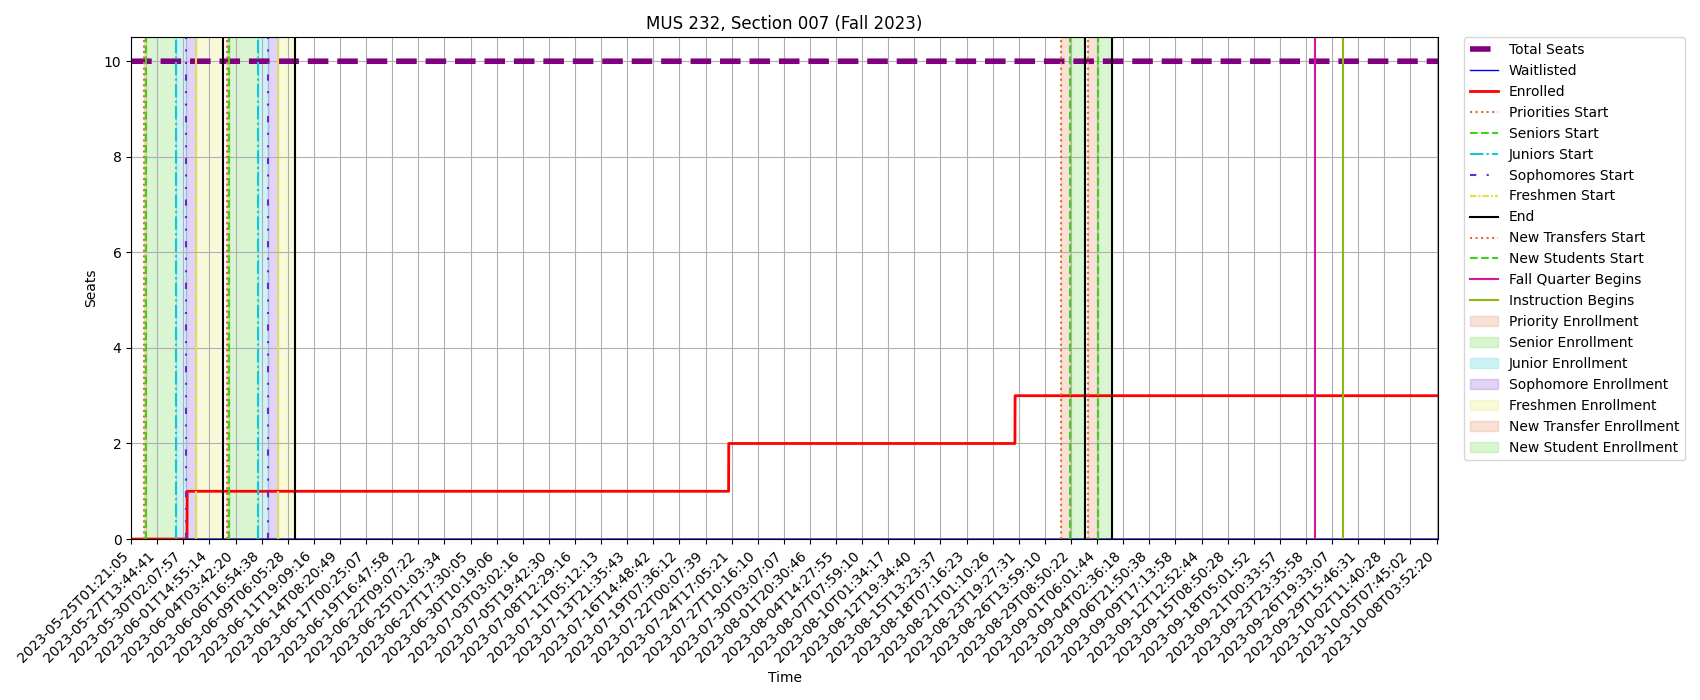 MUS 232, Section 007 (Fall 2023)
10
8
6
4
2
0
Seats
2023-05-25T01:21:05
2023-05-27T13:44:41
2023-05-30T02:07:57
2023-06-01T14:55:14
2023-06-04T03:42:20
2023-06-06T16:54:38
2023-06-09T06:05:28
2023-06-11T19:09:16
2023-06-14T08:20:49
2023-06-17T00:25:07
2023-06-19T16:47:58
2023-06-22T09:07:22
2023-06-25T01:03:34
2023-06-27T17:30:05
2023-06-30T10:19:06
2023-07-03T03:02:16
2023-07-05T19:42:30
2023-07-08T12:29:16
2023-07-11T05:12:13
2023-07-13T21:35:43
2023-07-16T14:48:42
2023-07-19T07:36:12
2023-07-22T00:07:39
2023-07-24T17:05:21
2023-07-27T10:16:10
2023-07-30T03:07:07
2023-08-01T20:30:46
2023-08-04T14:27:55
2023-08-07T07:59:10
2023-08-10T01:34:17
2023-08-12T19:34:40
2023-08-15T13:23:37
2023-08-18T07:16:23
2023-08-21T01:10:26
2023-08-23T19:27:31
2023-08-26T13:59:10
2023-08-29T08:50:22
2023-09-01T06:01:44
2023-09-04T02:36:18
2023-09-06T21:50:38
2023-09-09T17:13:58
2023-09-12T12:52:44
2023-09-15T08:50:28
2023-09-18T05:01:52
2023-09-21T00:33:57
2023-09-23T23:35:58
2023-09-26T19:33:07
2023-09-29T15:46:31
2023-10-02T11:40:28
2023-10-05T07:45:02
2023-10-08T03:52:20
Time
Total Seats
Waitlisted
Enrolled
Priorities Start
Seniors Start
Juniors Start
Sophomores Start
Freshmen Start
End
New Transfers Start
New Students Start
Fall Quarter Begins
Instruction Begins
Priority Enrollment
Senior Enrollment
Junior Enrollment
Sophomore Enrollment
Freshmen Enrollment
New Transfer Enrollment
New Student Enrollment